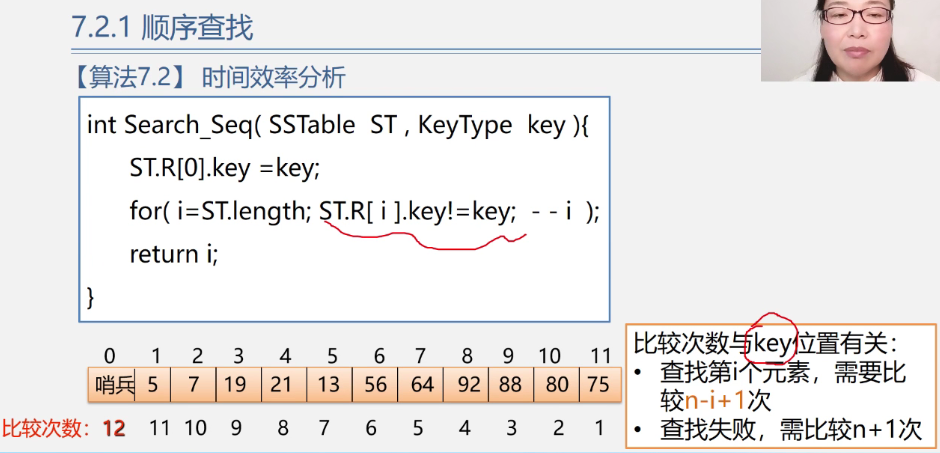 7.2.1 顺序查找
【算法7.2】 时间效率分析
int Search_Seq( SSTable ST , KeyType key ){
ST.R[0].key =key;
for( i=ST.length; ST.R[ i ].key!=key; - - i );
return i;
}
0 1 2 3 4 5 6 7 8 9 10 11
哨兵 5 7 19 21 13 56 64 92 88 80 75
比较次数: 12 11 10 9 8 7 6 5 4 3 2 1
比较次数与key位置有关:
• 查找第i个元素，需要比
较n-i+1次
• 查找失败，需比较n+1次